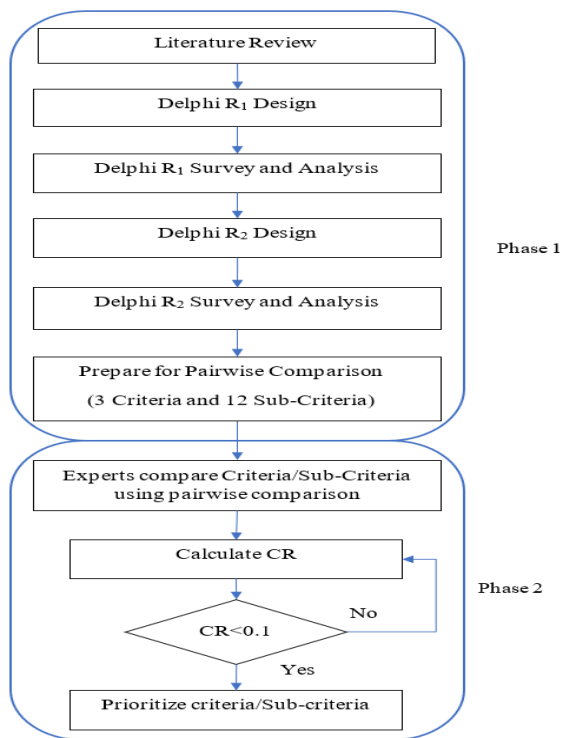 Literature Review
Delphi R₁ Design
Delphi R₁ Survey and Analysis
Delphi R₂ Design
Phase 1
Delphi R₂ Survey and Analysis
Prepare for Pairwise Comparison
(3 Criteria and 12 Sub-Criteria)
Experts compare Criteria/Sub-Criteria
using pairwise comparison
Calculate CR
Phase 2
No
CR<0.1
Yes
Prioritize criteria/Sub-criteria